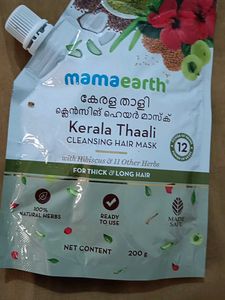 mamaearth
കേരള താളി
ക്ലെൻസിങ് ഹെയർ മാസ്ക്
Kerala Thaali
CLEANSING HAIR MASK
with Hibiscus & 11 Other Herbs
12
FOR THICK & LONG HAIR
100%
NATURAL HERBS
READY
TO USE
MADE
SAFE
NET CONTENT 200 g